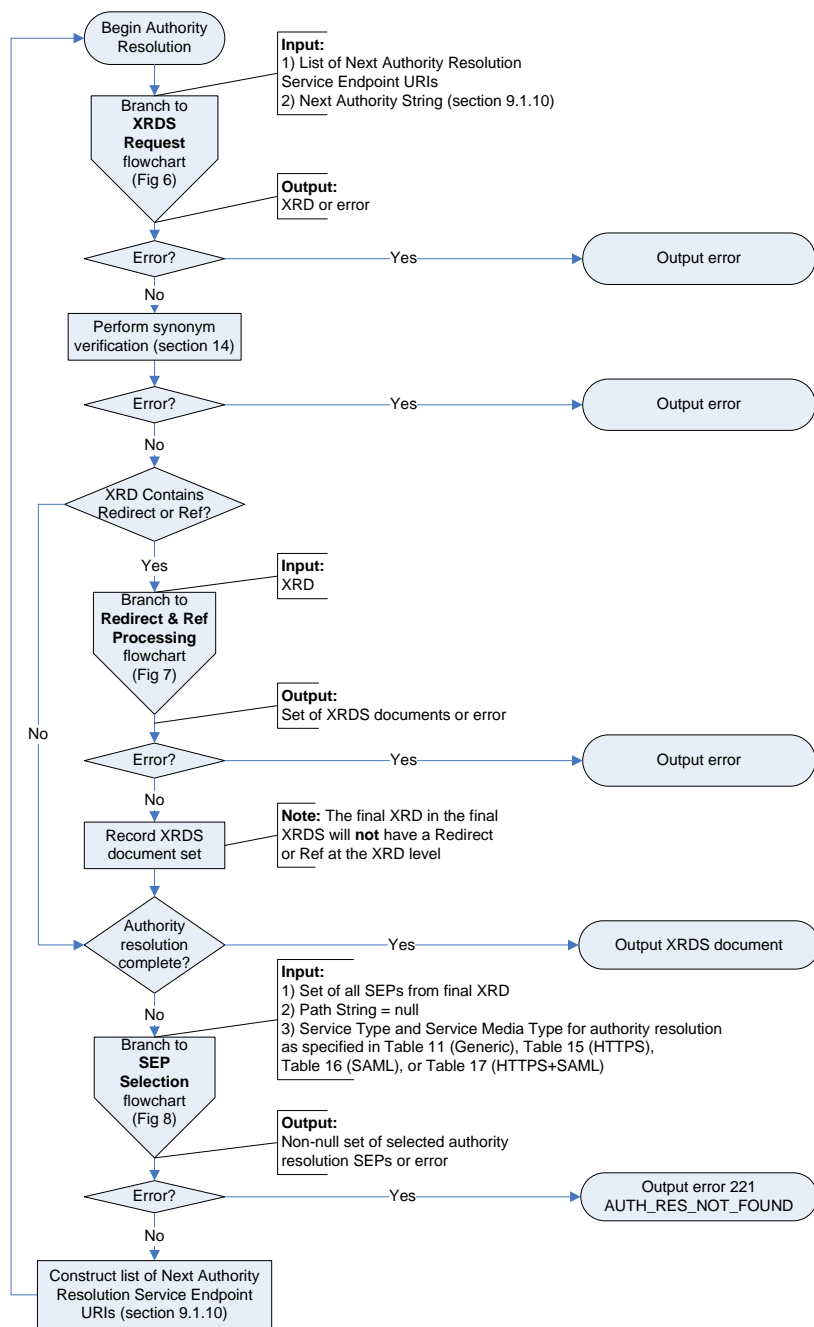 Begin Authority
Resolution
Input:
1) List of Next Authority Resolution
Service Endpoint URIs
2) Next Authority String (section 9.1.10)
Branch to
XRDS
Request
flowchart
(Fig 6)
Output:
XRD or error
Error?
Yes
Output error
No
Perform synonym
verification (section 14)
Error?
Yes
Output error
No
XRD Contains
Redirect or Ref?
Yes
Input:
XRD
Branch to
Redirect & Ref
Processing
flowchart
(Fig 7)
Output:
Set of XRDS documents or error
No
Error?
Yes
Output error
No
Record XRDS
document set
Note: The final XRD in the final
XRDS will not have a Redirect
or Ref at the XRD level
Authority
resolution
complete?
Yes
Output XRDS document
No
Input:
1) Set of all SEPs from final XRD
2) Path String = null
3) Service Type and Service Media Type for authority resolution
as specified in Table 11 (Generic), Table 15 (HTTPS),
Table 16 (SAML), or Table 17 (HTTPS+SAML)
Branch to
SEP
Selection
flowchart
(Fig 8)
Output:
Non-null set of selected authority
resolution SEPs or error
Error?
Yes
Output error 221
AUTH_RES_NOT_FOUND
No
Construct list of Next Authority
Resolution Service Endpoint
URIs (section 9.1.10)